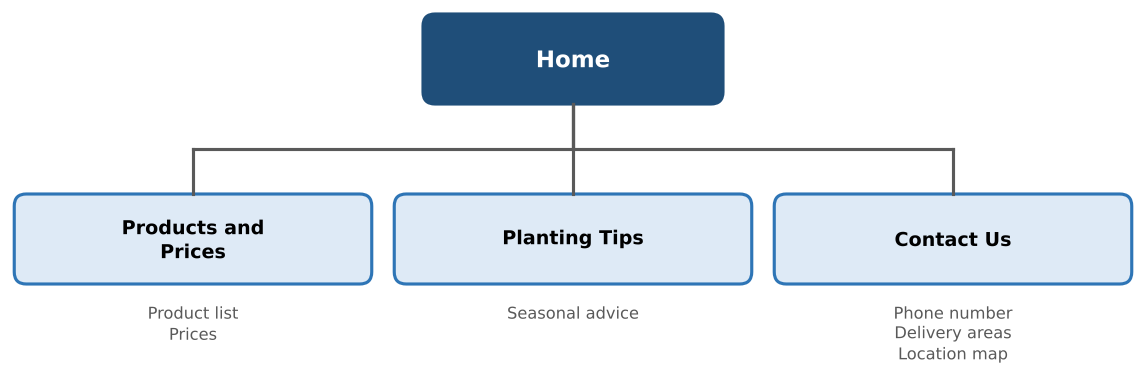 Home
Products and
Prices
Planting Tips
Contact Us
Product list
Prices
Seasonal advice
Phone number
Delivery areas
Location map